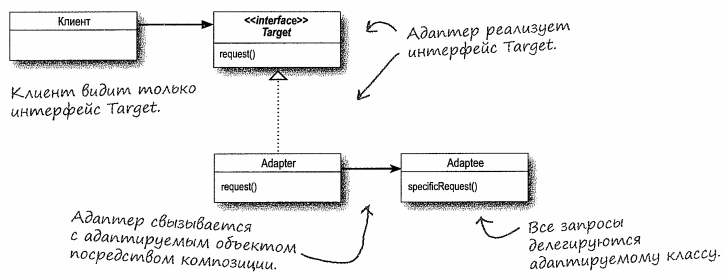 Клиент
<<interface>>
Target
request()
Адаптер реализует
интерфейс Target.
Клиент видит только
интерфейс Target.
Adapter
request()
Adaptee
specificRequest()
Адаптер свызывается
с адаптируемым объектом
посредством композиции.
Все запросы
делегируются
адаптируемому классу.